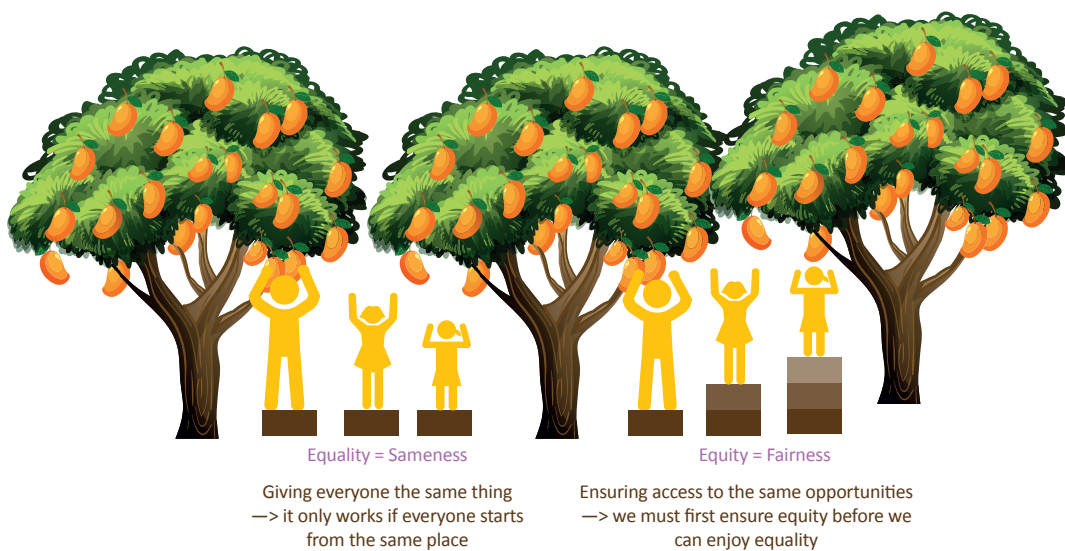 Equality = Sameness
Giving everyone the same thing
—> it only works if everyone starts
from the same place
Equity = Fairness
Ensuring access to the same opportunities
—> we must first ensure equity before we
can enjoy equality